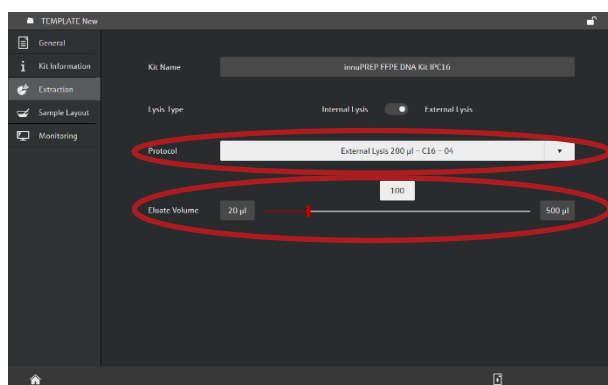 TEMPLATE New
General
Kit Information
Extraction
Sample Layout
Monitoring
Kit Name innuPREP FFPE DNA Kit IPC16
Lysis Type Internal Lysis External Lysis
Protocol External Lysis 200 µl – C16 – 04
100
Eluate Volume 20 µl 500 µl